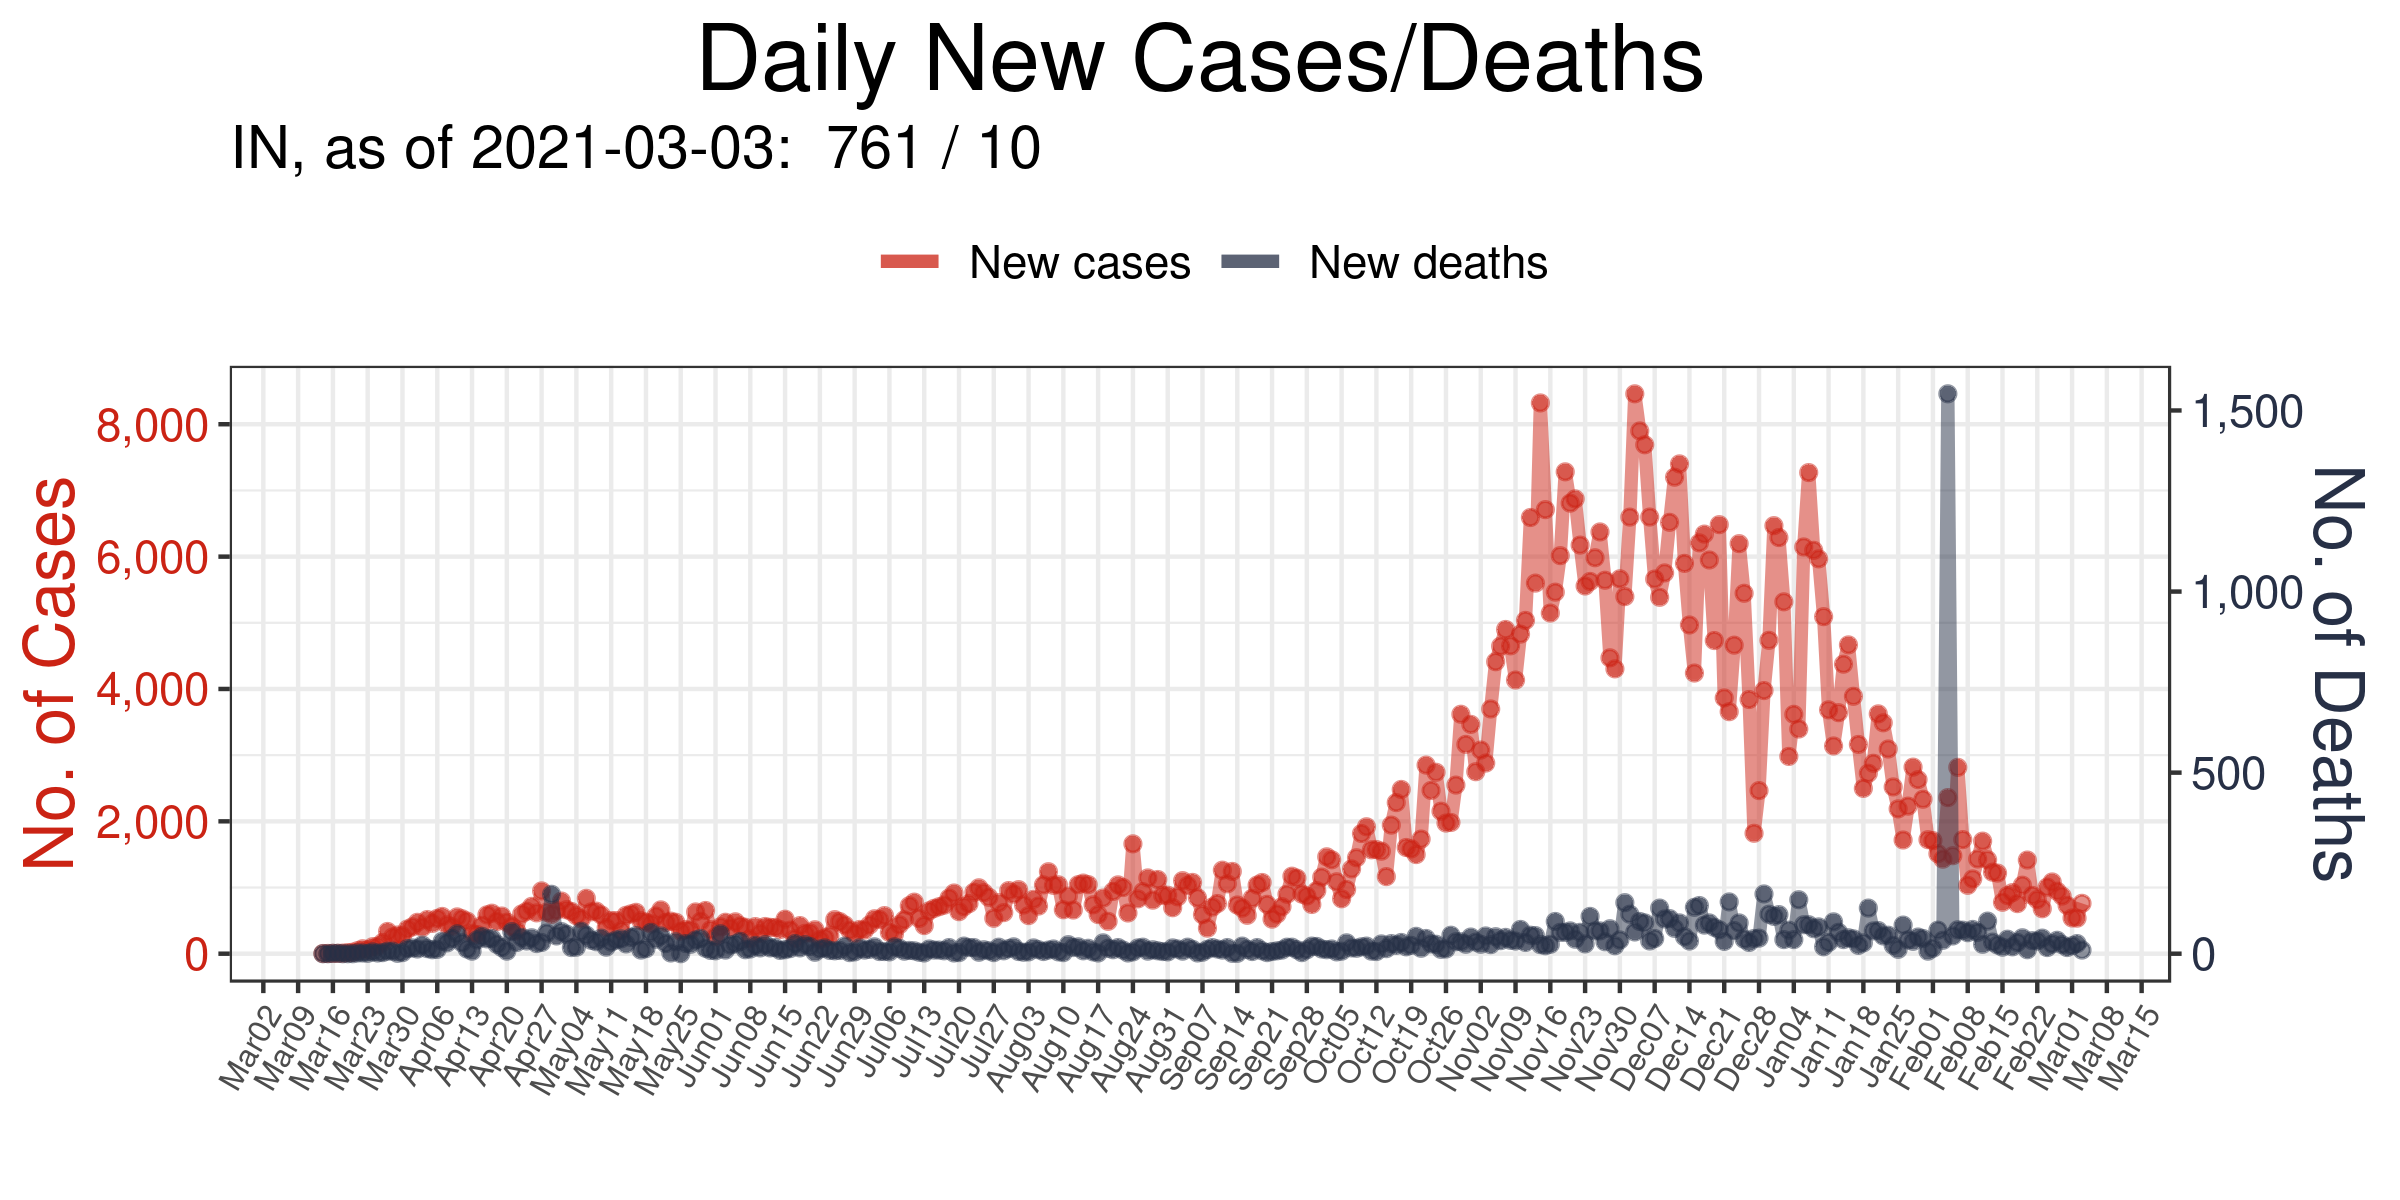 Daily New Cases/Deaths
IN, as of 2021-03-03:  761 / 10
New cases
New deaths
No. of Cases
8,000
6,000
4,000
2,000
0
1,500
1,000
500
0
No. of Deaths
Mar02
Mar09
Mar16
Mar23
Mar30
Apr06
Apr13
Apr20
Apr27
May04
May11
May18
May25
Jun01
Jun08
Jun15
Jun22
Jun29
Jul06
Jul13
Jul20
Jul27
Aug03
Aug10
Aug17
Aug24
Aug31
Sep07
Sep14
Sep21
Sep28
Oct05
Oct12
Oct19
Oct26
Nov02
Nov09
Nov16
Nov23
Nov30
Dec07
Dec14
Dec21
Dec28
Jan04
Jan11
Jan18
Jan25
Feb01
Feb08
Feb15
Feb22
Mar01
Mar08
Mar15